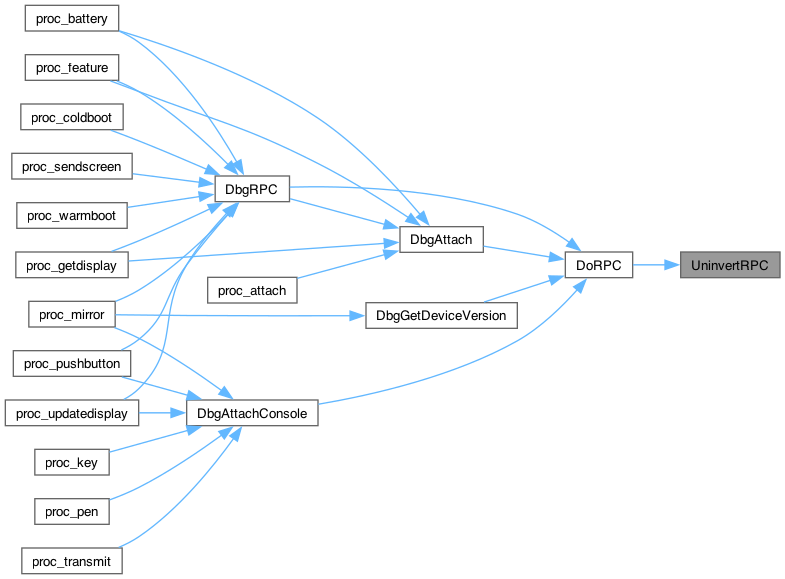 proc_battery
proc_feature
proc_coldboot
proc_sendscreen
DbgRPC
proc_warmboot
DbgAttach
proc_getdisplay
DoRPC
UninvertRPC
proc_attach
proc_mirror
DbgGetDeviceVersion
proc_pushbutton
proc_updatedisplay
DbgAttachConsole
proc_key
proc_pen
proc_transmit